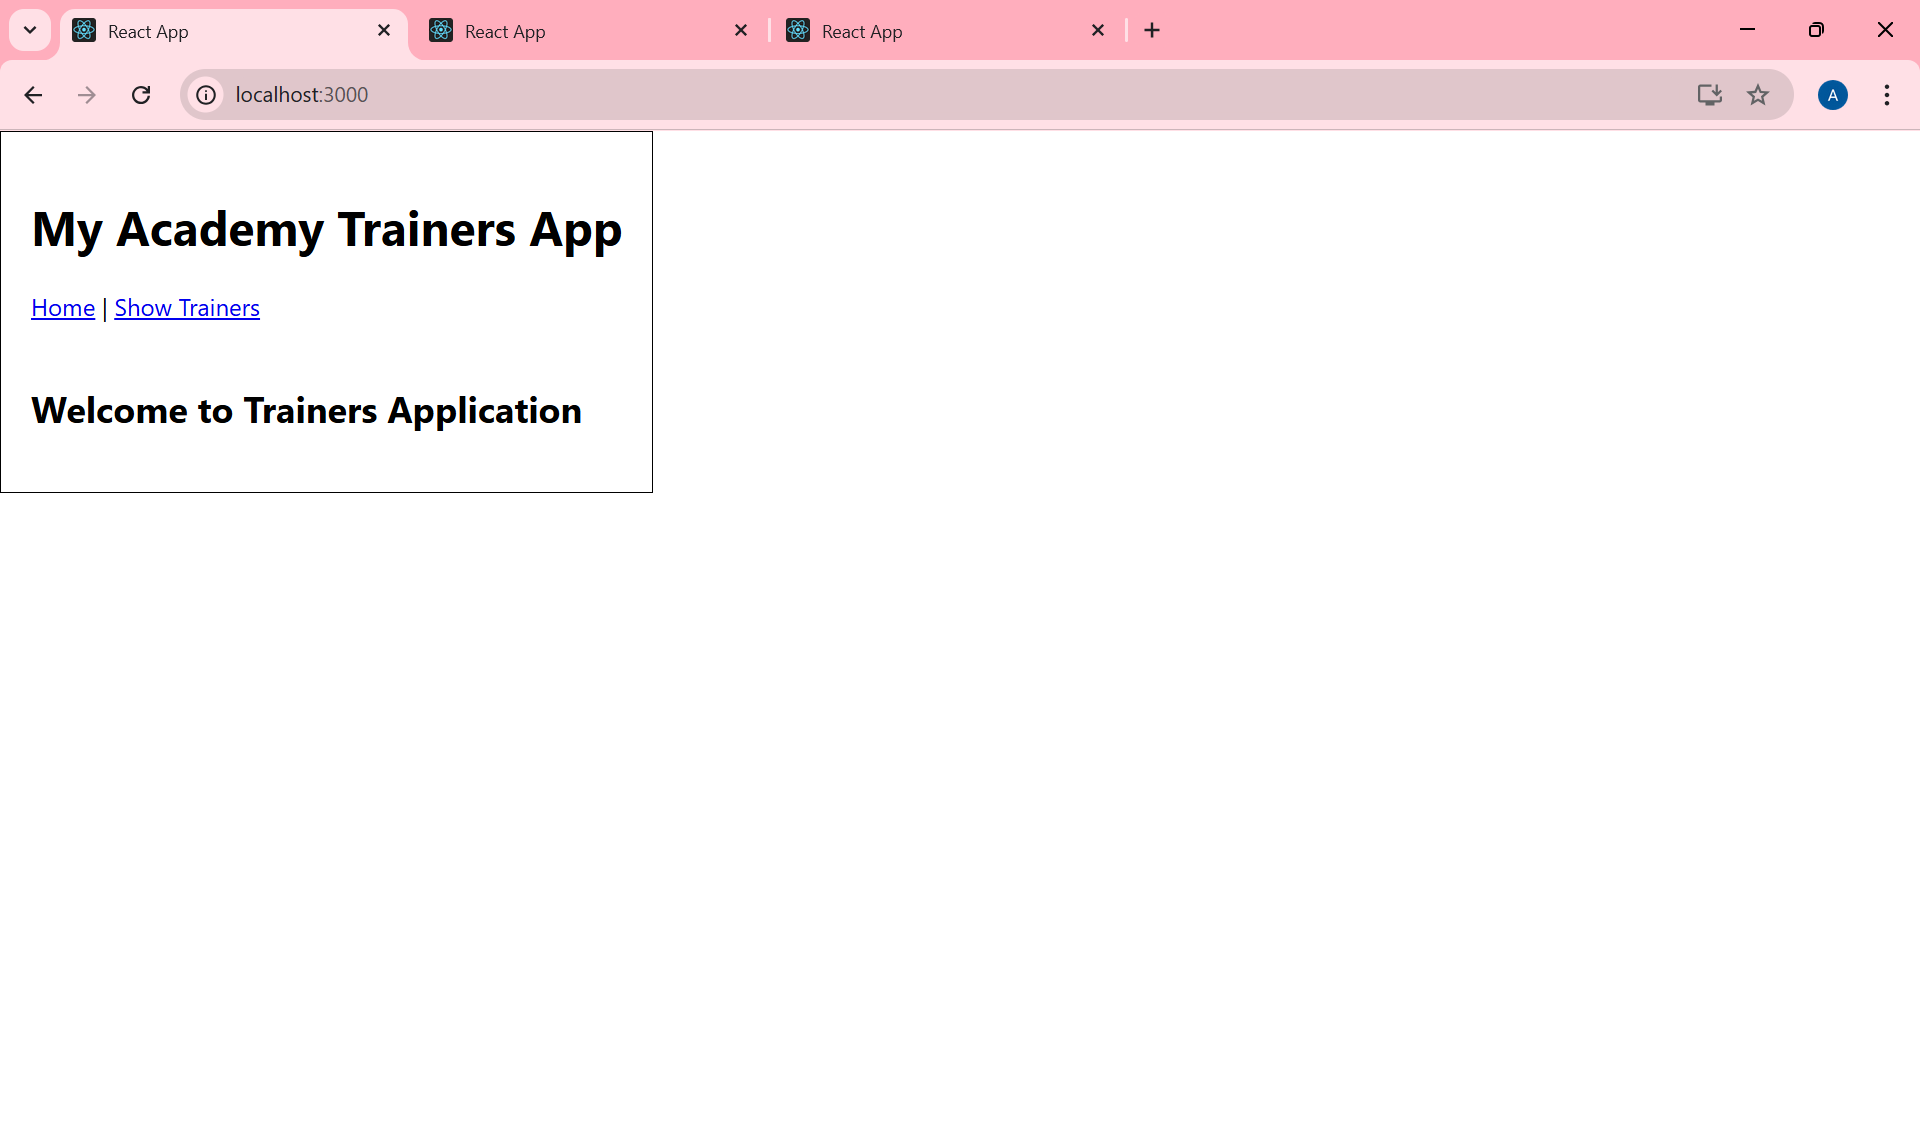 React App
React App
React App
localhost:3000
A
My Academy Trainers App
Home | Show Trainers
Welcome to Trainers Application